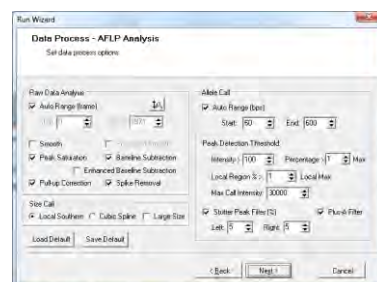 Run Wizard
Data Process - AFLP Analysis
Set data process options.
Raw Data Analysis
Auto Range (frame)
Smooth
Peak Saturation
Baseline Subtraction
Enhanced Baseline Subtraction
Pull-up Correction
Spike Removal
Size Call
Local Southern
Cubic Spline
Large Size
Load Default
Save Default
Allele Call
Auto Range (bps)
Start: 60 End: 600
Peak Detection Threshold
Intensity > 100 Percentage > 1 Max
Local Region % > 1 Local Max
Max Call Intensity: 30000
Stutter Peak Filter (%)
Plus-A Filter
Left: 5 Right: 5
< Back
Next >
Cancel